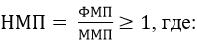 НМП = ФМП/ММП ≥ 1, где: